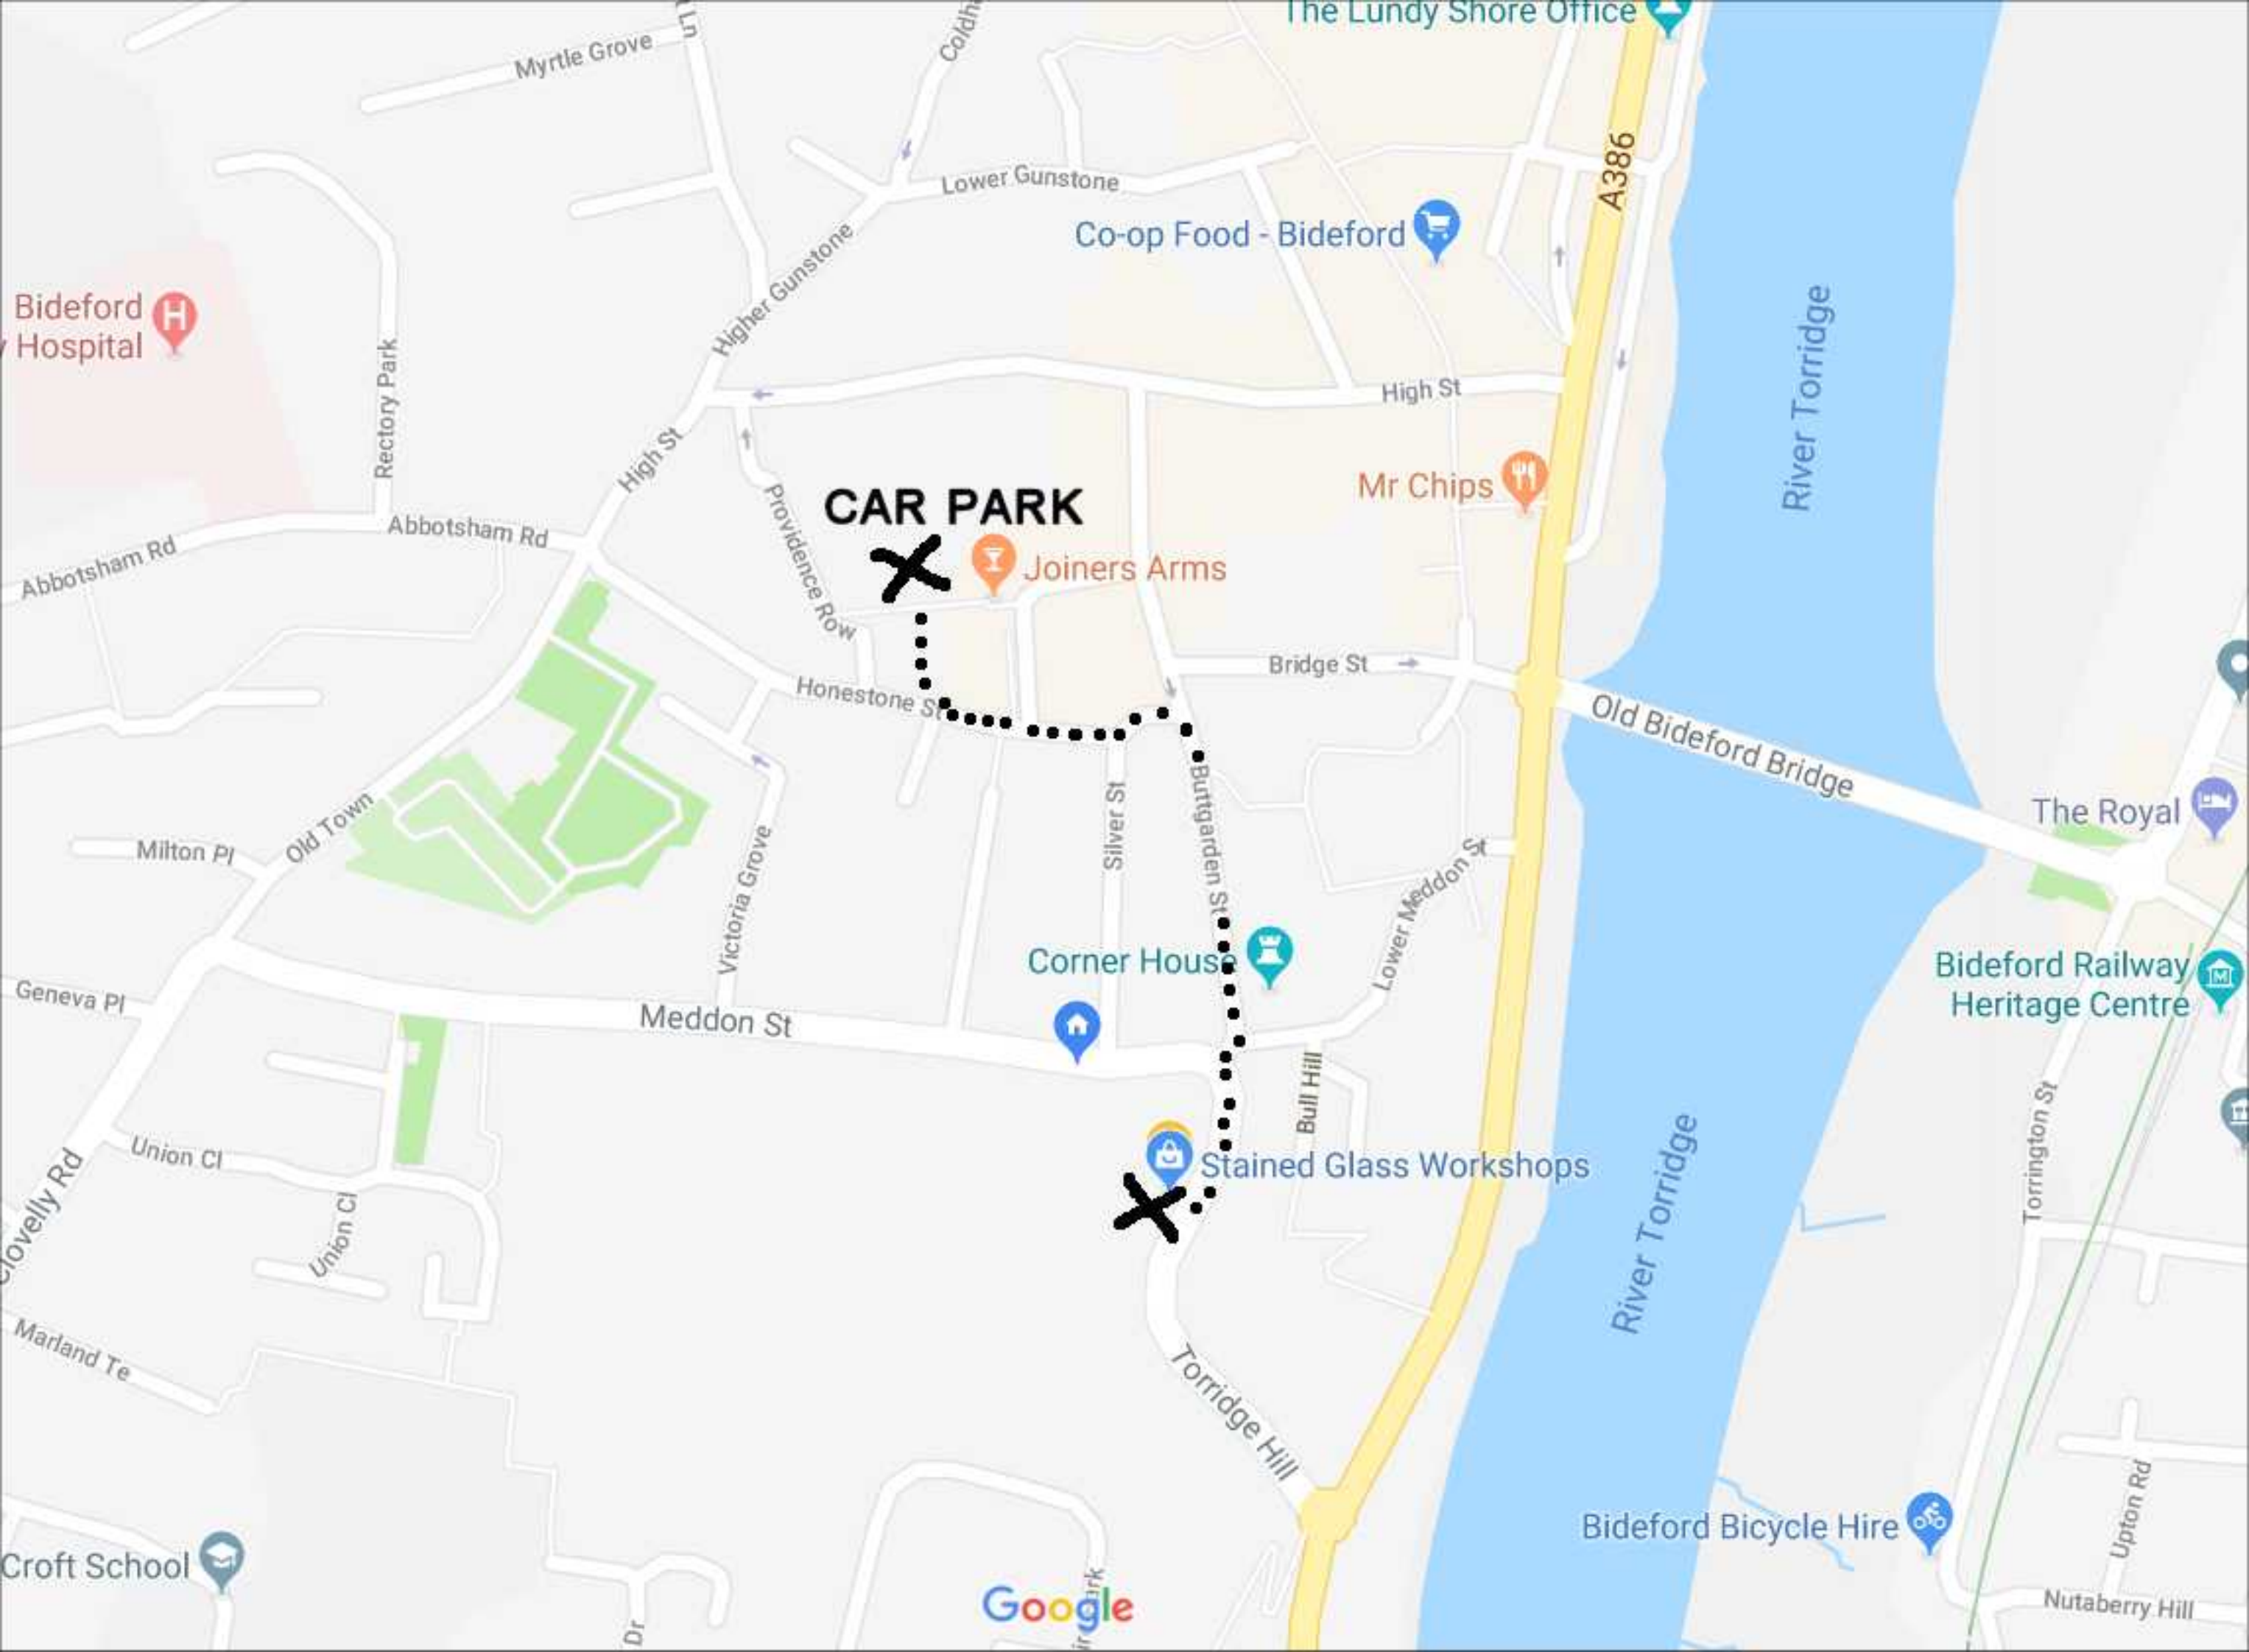 The Lundy Shore Office
Ln
Coldh
Myrtle Grove
A386
Lower Gunstone
Co-op Food - Bideford
Higher Gunstone
Bideford
Hospital
River Torridge
Rectory Park
High St
High St
Mr Chips
CAR PARK
Providence Row
Joiners Arms
Abbotsham Rd
Abbotsham Rd
Bridge St
Honestone St
Old Bideford Bridge
Buttgarden St
Silver St
The Royal
Old Town
Milton Pl
Victoria Grove
Lower Meddon St
Corner House
Bideford Railway
Heritage Centre
Geneva Pl
Meddon St
Bull Hill
Torrington St
Union Cl
Stained Glass Workshops
River Torridge
Clovelly Rd
Union Cl
Marland Te
Torridge Hill
Upton Rd
Bideford Bicycle Hire
Croft School
Google
Nutaberry Hill
Dr